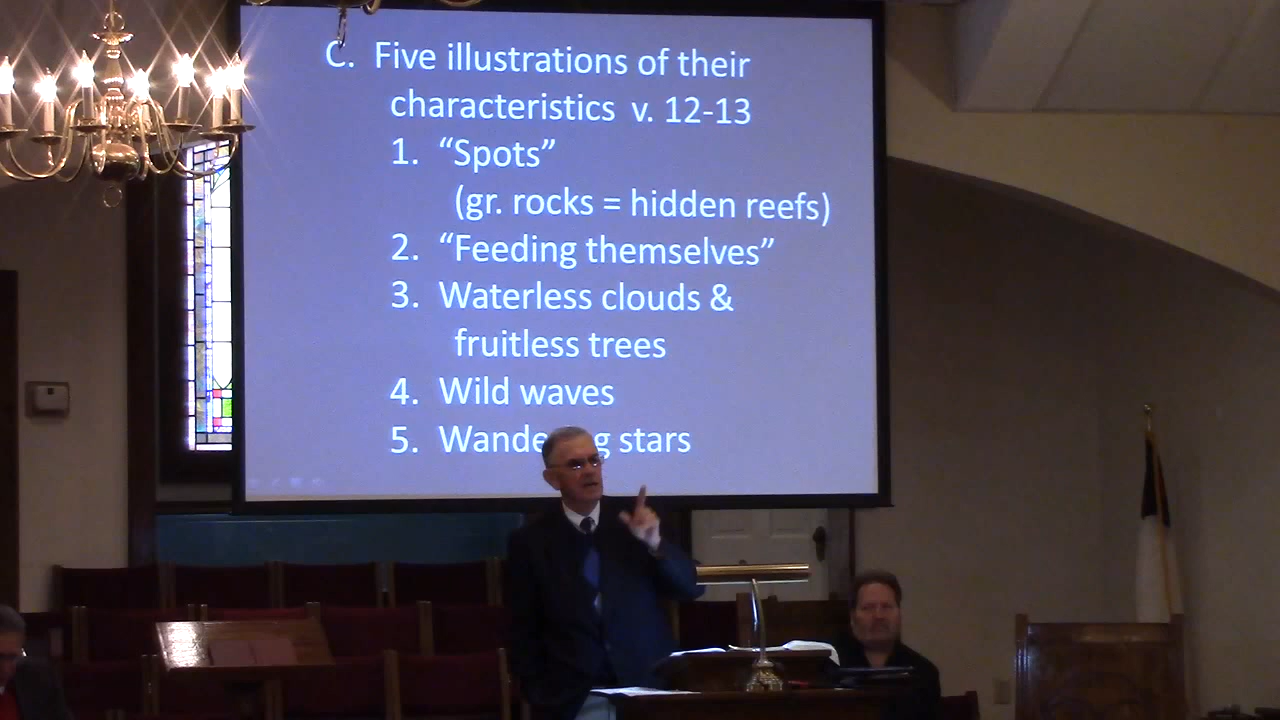 C. Five illustrations of their
characteristics v. 12-13
1. “Spots”
(gr. rocks = hidden reefs)
2. “Feeding themselves”
3. Waterless clouds &
fruitless trees
4. Wild waves
5. stars